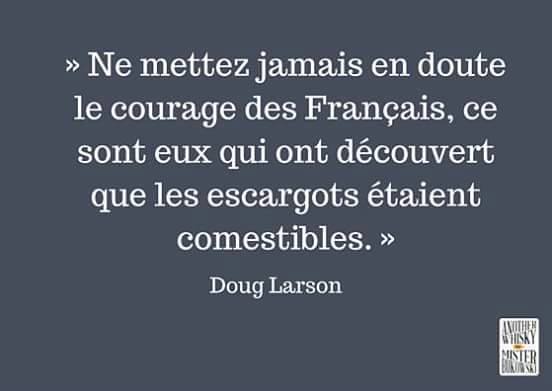 » Ne mettez jamais en doute
le courage des Français, ce
sont eux qui ont découvert
que les escargots étaient
comestibles. »
Doug Larson
ANOTHER
WHISKY
MISTER
BUKOWSKI